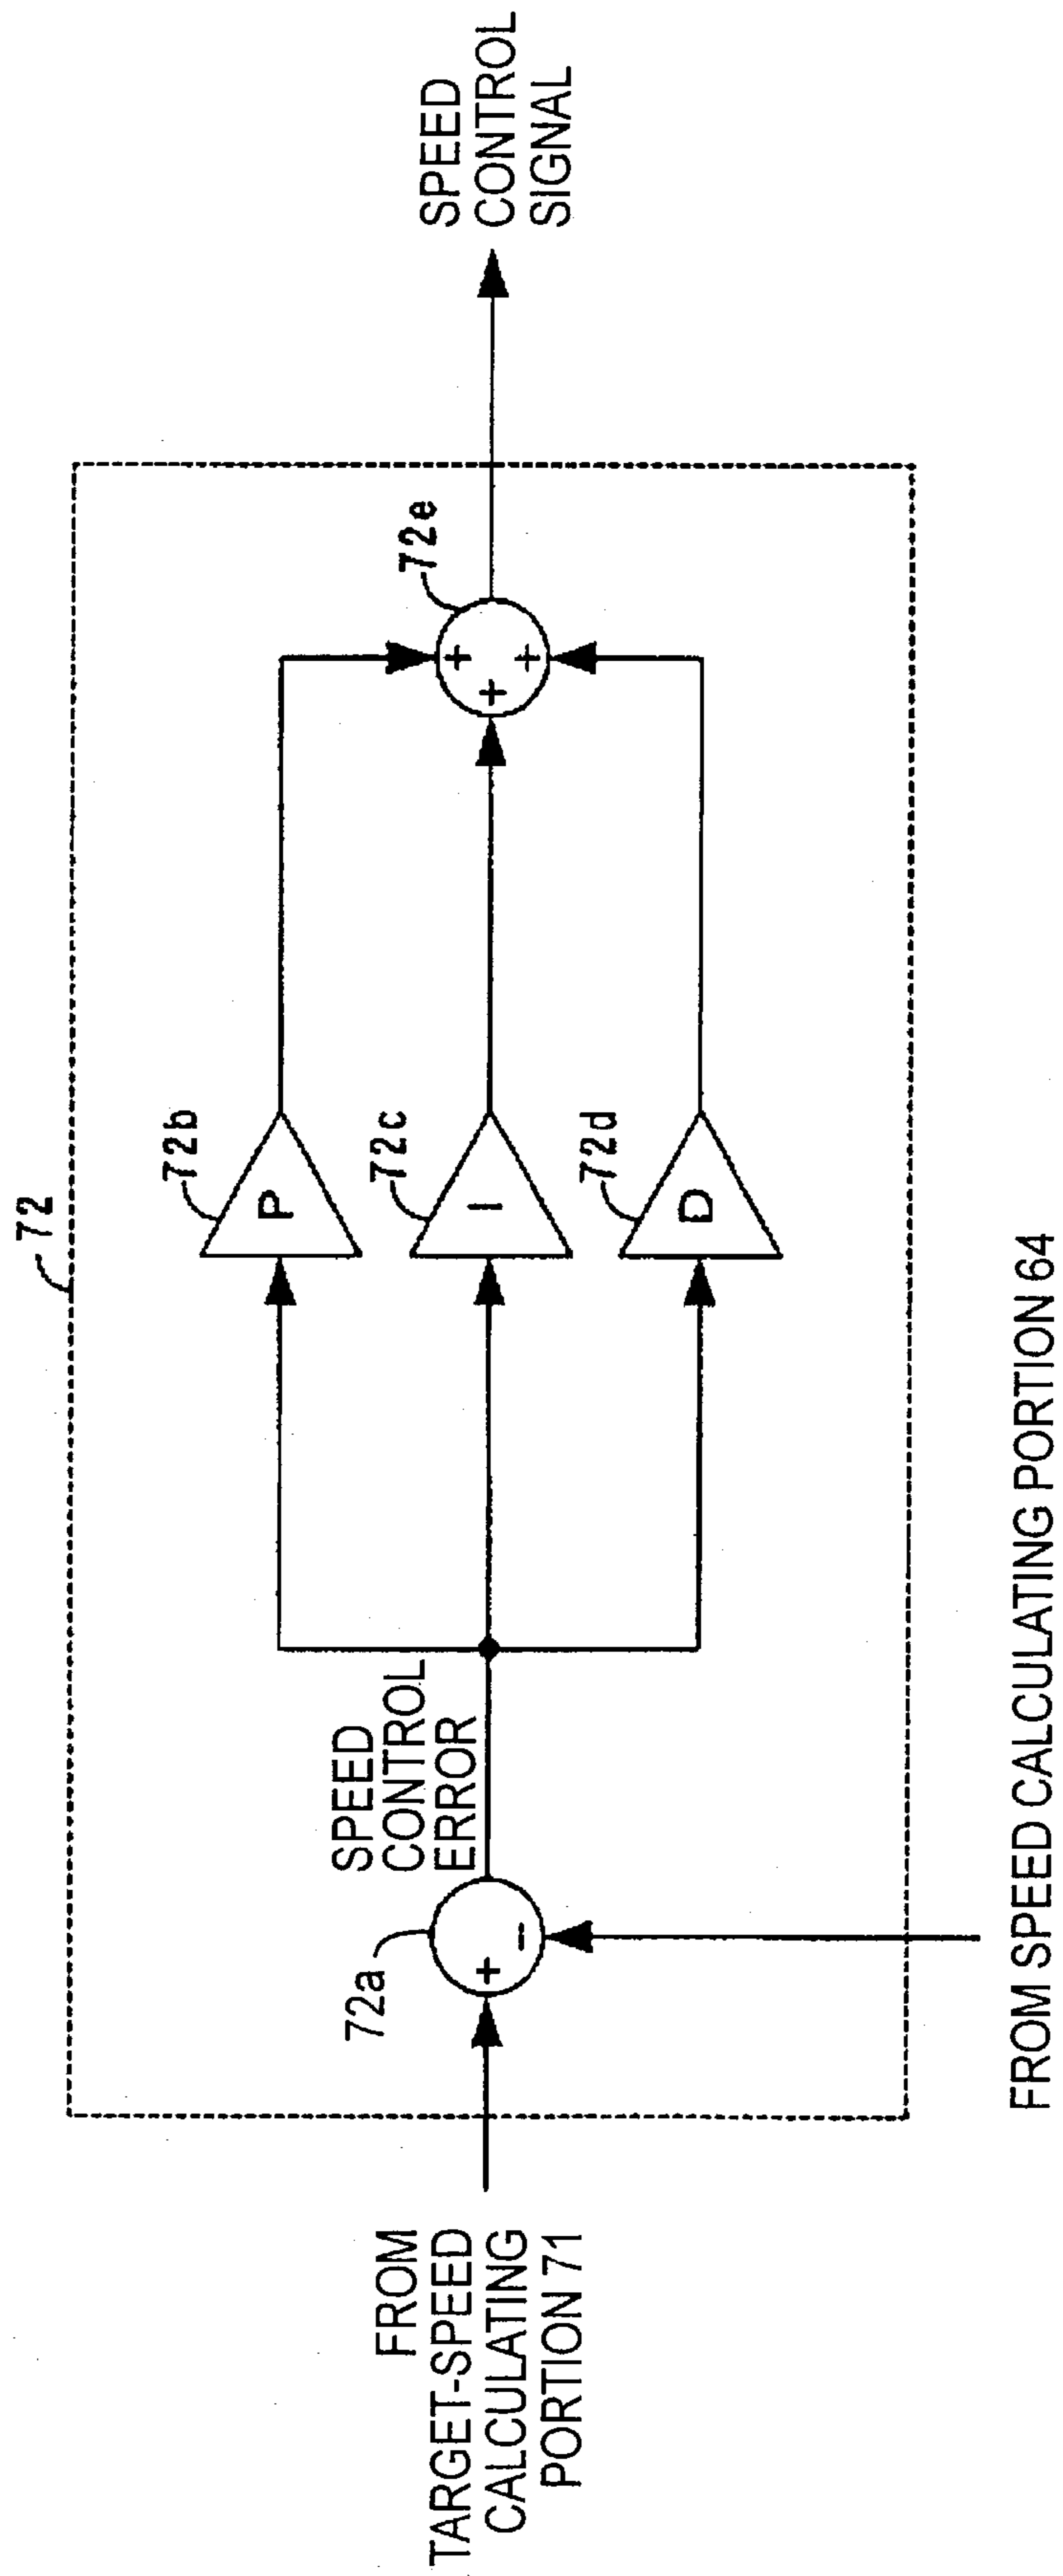 72
FROM
TARGET-SPEED
CALCULATING
PORTION 71
72a
+
-
SPEED
CONTROL
ERROR
72b
P
72c
I
72d
D
72e
+
+
+
SPEED
CONTROL
SIGNAL
FROM SPEED CALCULATING PORTION 64